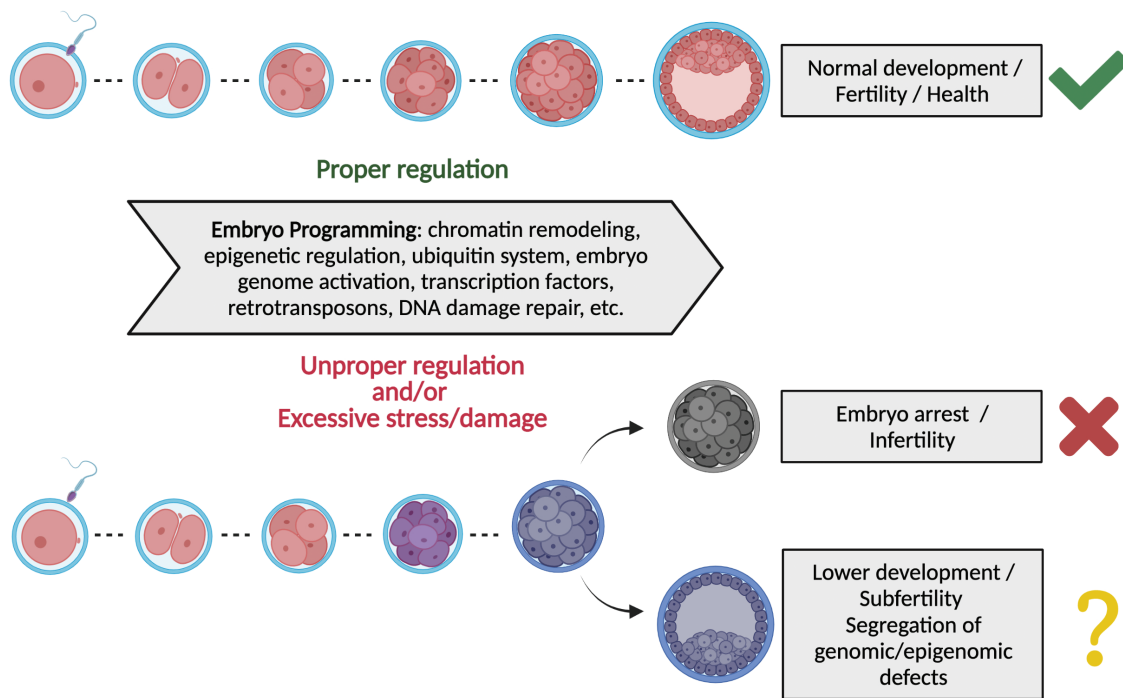 Normal development /
Fertility / Health
Proper regulation
Embryo Programming: chromatin remodeling,
epigenetic regulation, ubiquitin system, embryo
genome activation, transcription factors,
retrotransposons, DNA damage repair, etc.
Unproper regulation
and/or
Excessive stress/damage
Embryo arrest /
Infertility
Lower development /
Subfertility
Segregation of
genomic/epigenomic
defects
?